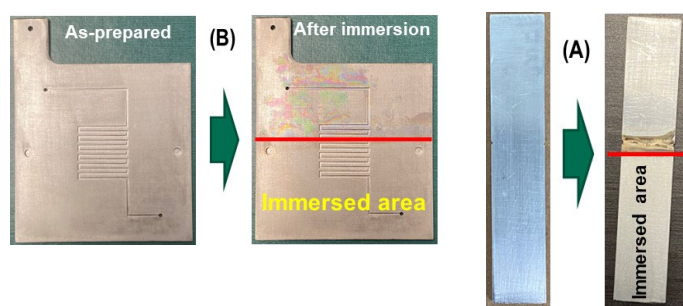 As-prepared
(B)
After immersion
Immersed area
(A)
Immersed area